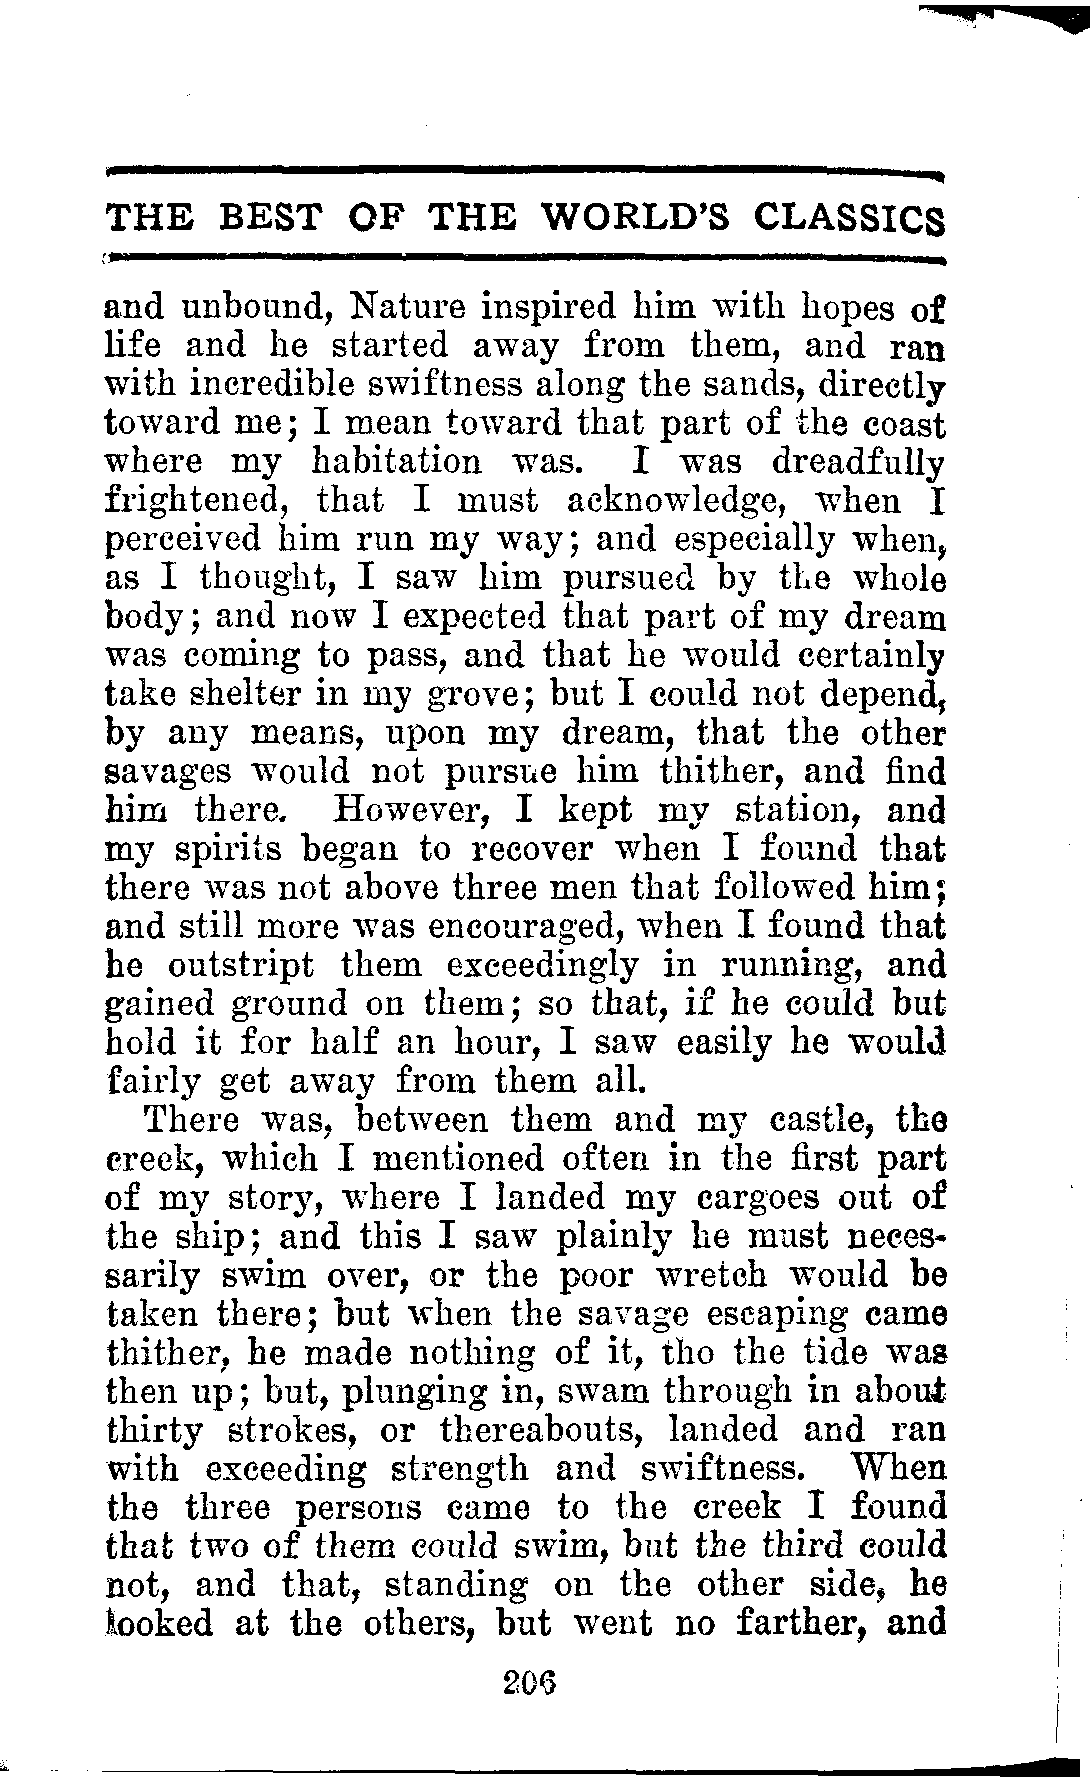 THE BEST OF THE WORLD'S CLASSICS
and unbound, Nature inspired him with hopes of
life and he started away from them, and ran
with incredible swiftness along the sands, directly
toward me; I mean toward that part of the coast
where my habitation was. I was dreadfully
frightened, that I must acknowledge, when I
perceived him run my way; and especially when,
as I thought, I saw him pursued by the whole
body; and now I expected that part of my dream
was coming to pass, and that he would certainly
take shelter in my grove; but I could not depend,
by any means, upon my dream, that the other
savages would not pursue him thither, and find
him there. However, I kept my station, and
my spirits began to recover when I found that
there was not above three men that followed him;
and still more was encouraged, when I found that
he outstript them exceedingly in running, and
gained ground on them; so that, if he could but
hold it for half an hour, I saw easily he would
fairly get away from them all.
There was, between them and my castle, the
creek, which I mentioned often in the first part
of my story, where I landed my cargoes out of
the ship; and this I saw plainly he must neces-
sarily swim over, or the poor wretch would be
taken there; but when the savage escaping came
thither, he made nothing of it, tho the tide was
then up; but, plunging in, swam through in about
thirty strokes, or thereabouts, landed and ran
with exceeding strength and swiftness. When
the three persons came to the creek I found
that two of them could swim, but the third could
not, and that, standing on the other side, he
looked at the others, but went no farther, and
206